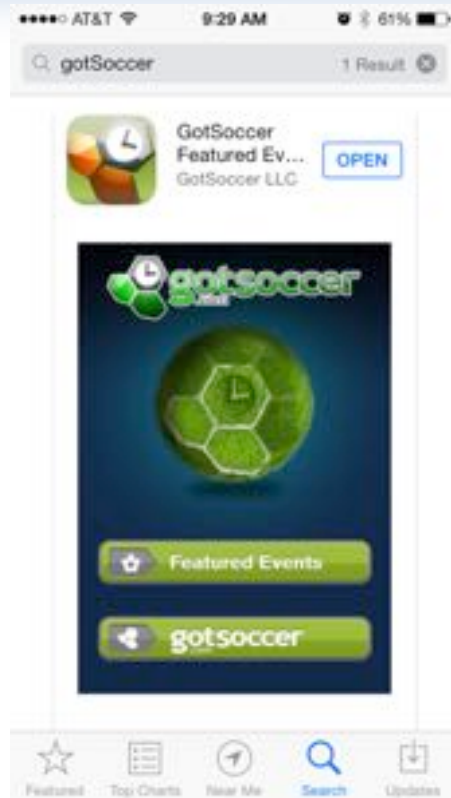 AT&T 9:29 AM 61%
gotSoccer 1 Result
GotSoccer
Featured Ev...
GotSoccer LLC
OPEN
gotsoccer
Featured Events
gotsoccer
Featured Top Charts Near Me Search Updates